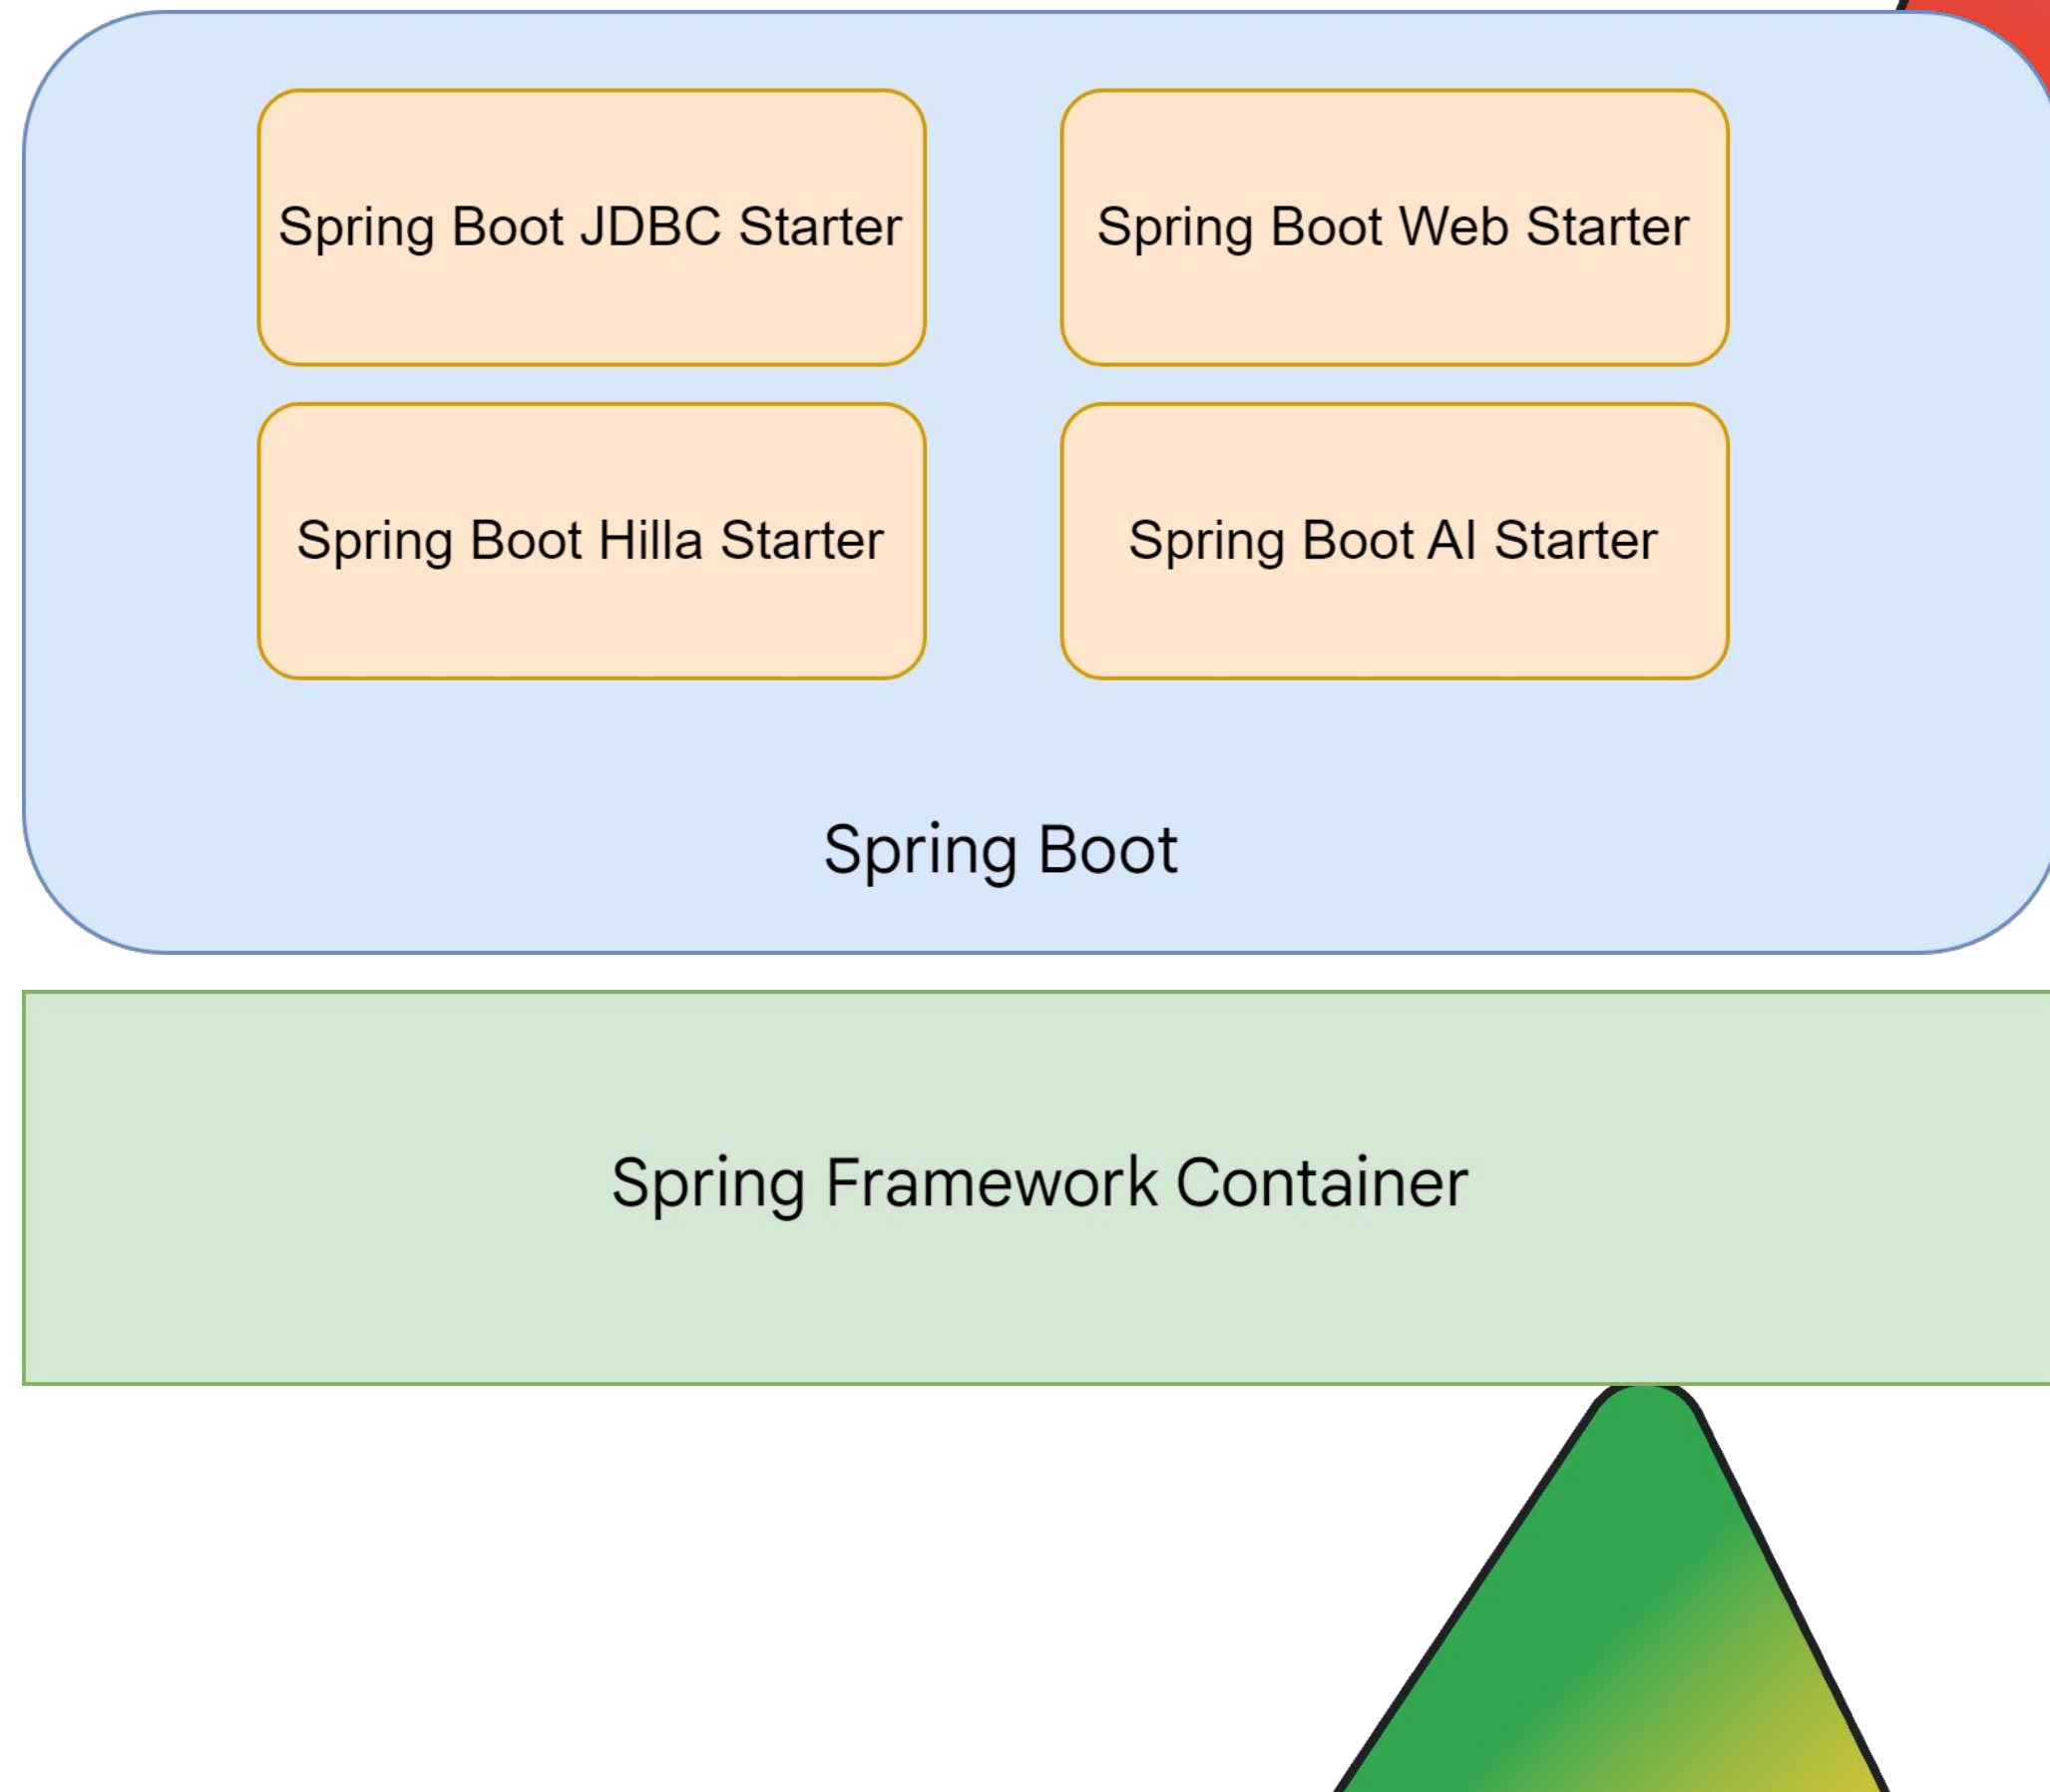 Spring Boot JDBC Starter
Spring Boot Web Starter
Spring Boot Hilla Starter
Spring Boot AI Starter
Spring Boot
Spring Framework Container